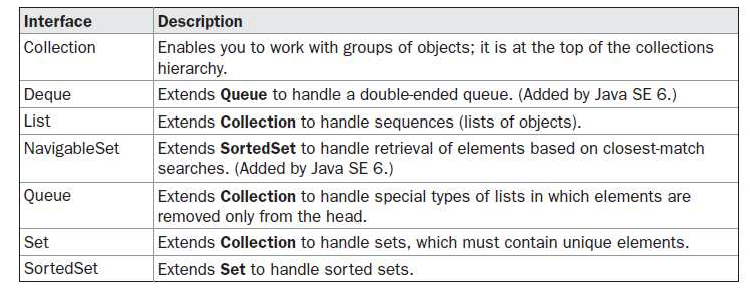 Interface Description
Collection Enables you to work with groups of objects; it is at the top of the collections
hierarchy.
Deque Extends Queue to handle a double-ended queue. (Added by Java SE 6.)
List Extends Collection to handle sequences (lists of objects).
NavigableSet Extends SortedSet to handle retrieval of elements based on closest-match
searches. (Added by Java SE 6.)
Queue Extends Collection to handle special types of lists in which elements are
removed only from the head.
Set Extends Collection to handle sets, which must contain unique elements.
SortedSet Extends Set to handle sorted sets.